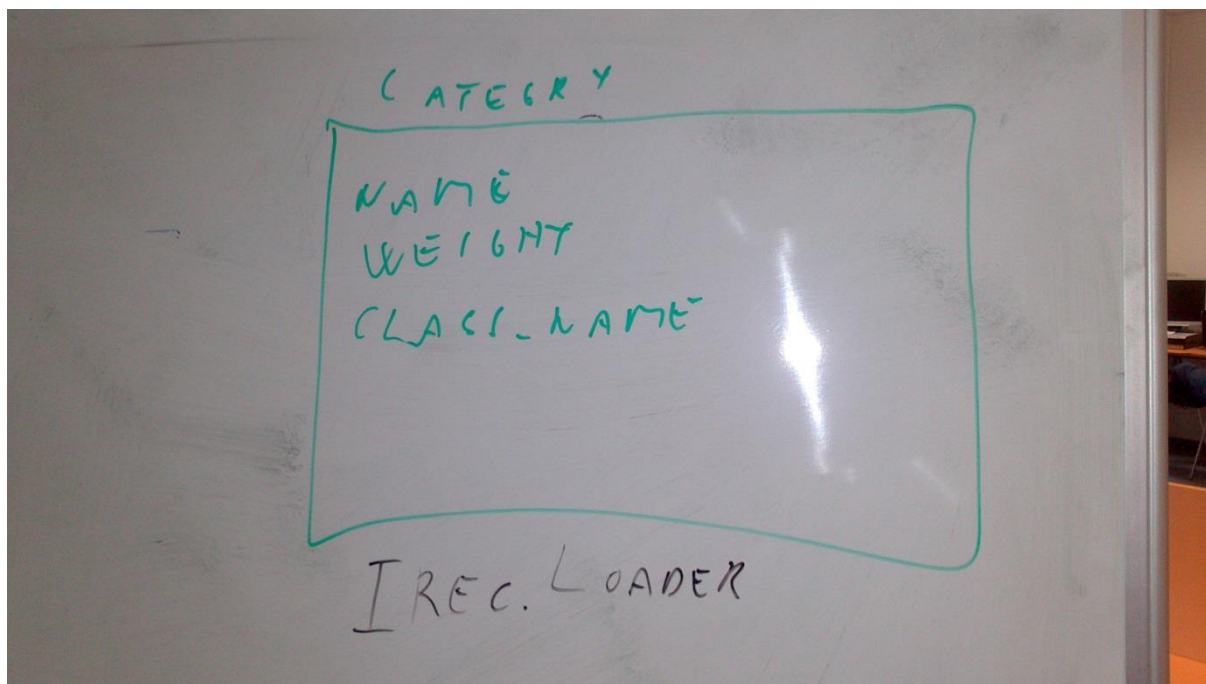 CATEGRY
NAME
WEIGHT
CLASS_NAME
IREC. LOADER